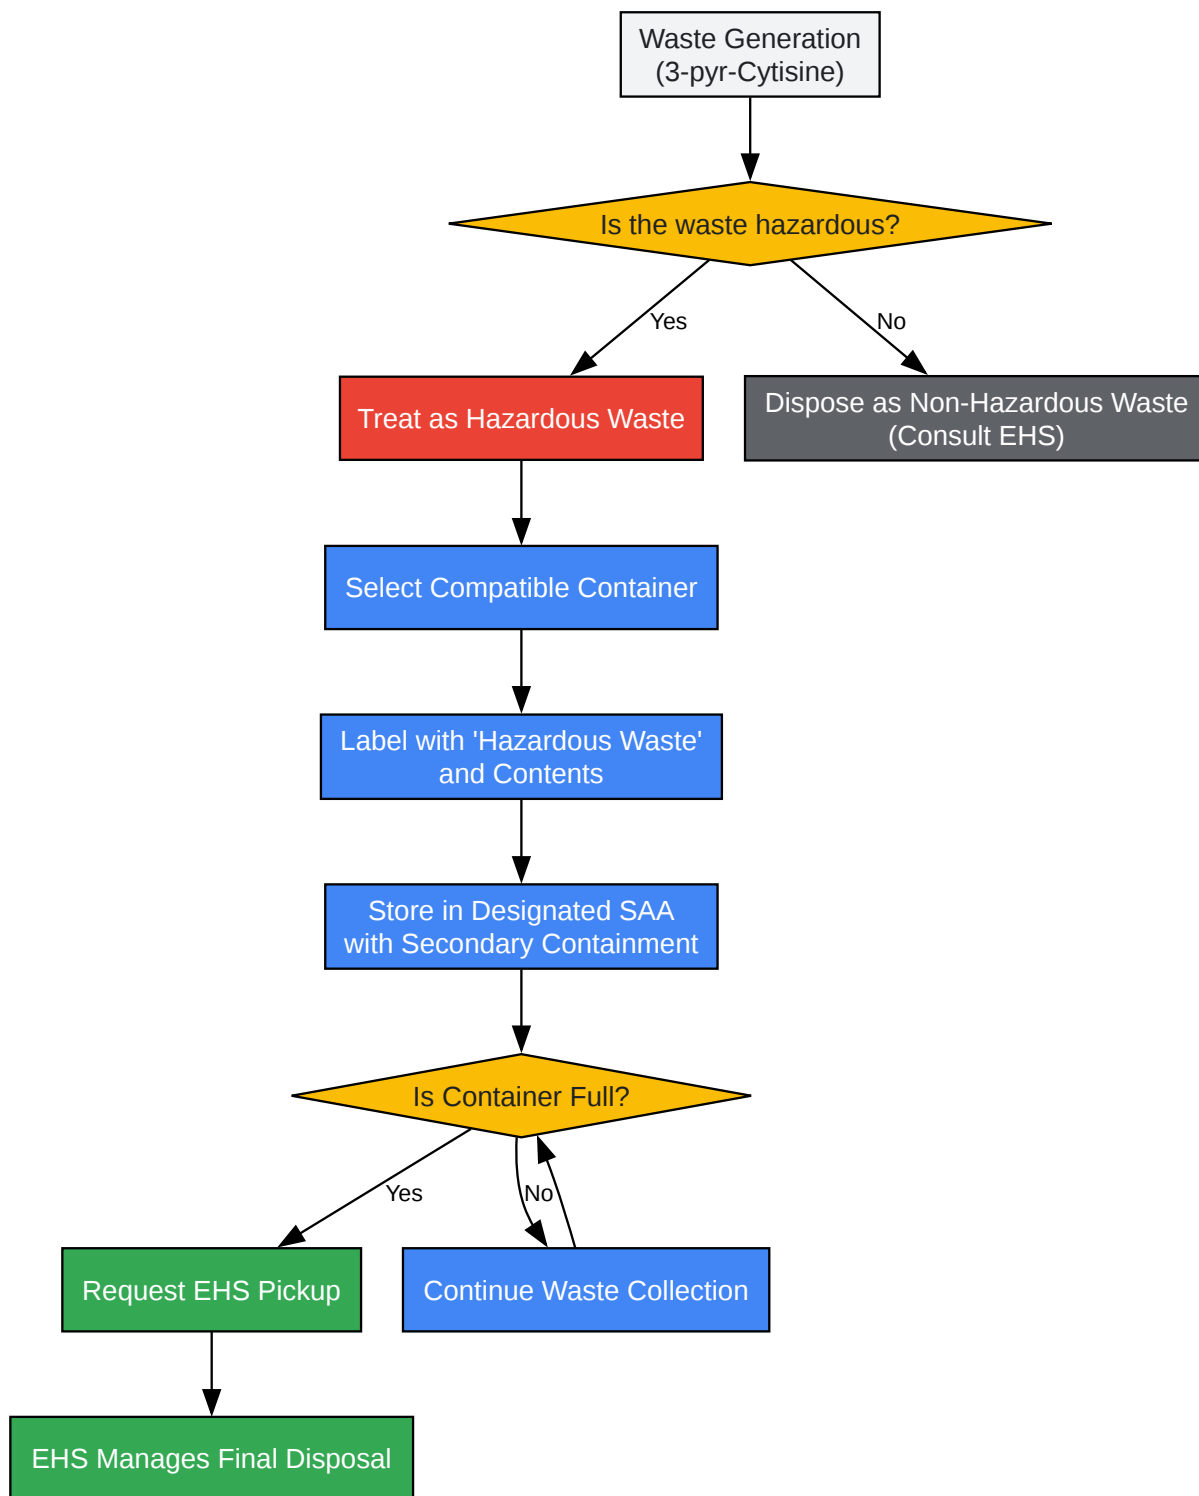 Waste Generation
(3-pyr-Cytisine)
Is the waste hazardous?
Yes
No
Treat as Hazardous Waste
Dispose as Non-Hazardous Waste
(Consult EHS)
Select Compatible Container
Label with 'Hazardous Waste'
and Contents
Store in Designated SAA
with Secondary Containment
Is Container Full?
Yes
No
Request EHS Pickup
Continue Waste Collection
EHS Manages Final Disposal